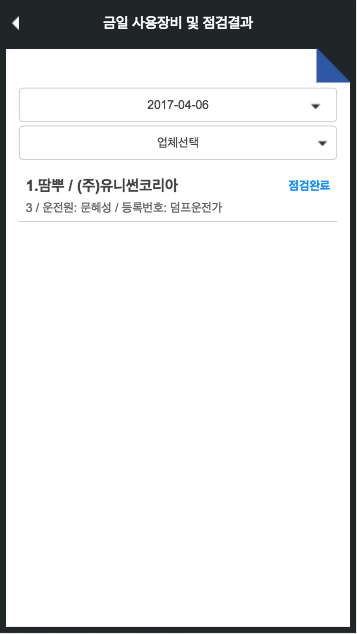 금일 사용장비 및 점검결과
2017-04-06
업체선택
1.땀뿌 / (주)유니썬코리아 점검완료
3 / 운전원: 문혜성 / 등록번호: 덤프운전가